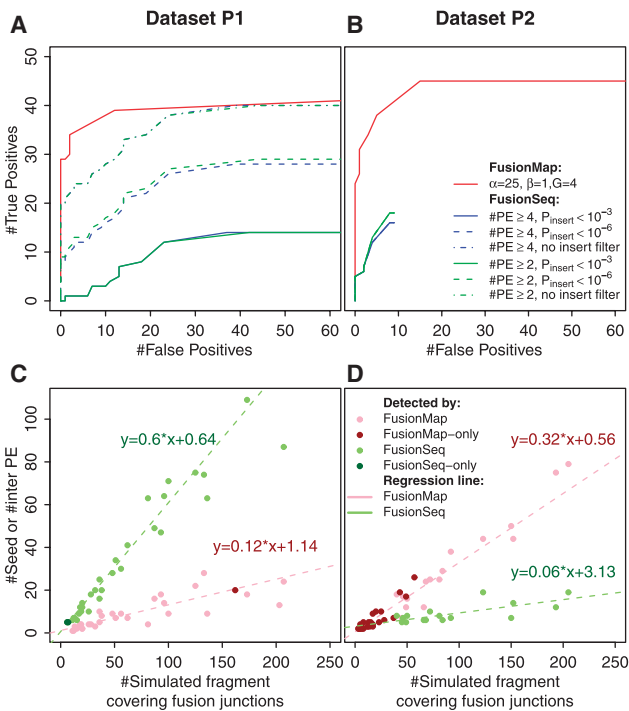 Dataset P1
Dataset P2
A
B
#True Positives
50
40
30
20
10
0
0 10 20 30 40 50 60
#False Positives
0 10 20 30 40 50 60
#False Positives
FusionMap:
α=25, β=1,G=4
FusionSeq:
#PE ≥ 4, Pinsert < 10−3
#PE ≥ 4, Pinsert < 10−6
#PE ≥ 4, no insert filter
#PE ≥ 2, Pinsert < 10−3
#PE ≥ 2, Pinsert < 10−6
#PE ≥ 2, no insert filter
C
D
#Seed or #inter PE
100
80
60
40
20
0
y=0.6*x+0.64
y=0.12*x+1.14
0 50 100 150 200 250
#Simulated fragment
covering fusion junctions
Detected by:
FusionMap
FusionMap−only
FusionSeq
FusionSeq−only
Regression line:
FusionMap
FusionSeq
y=0.32*x+0.56
y=0.06*x+3.13
0 50 100 150 200 250
#Simulated fragment
covering fusion junctions